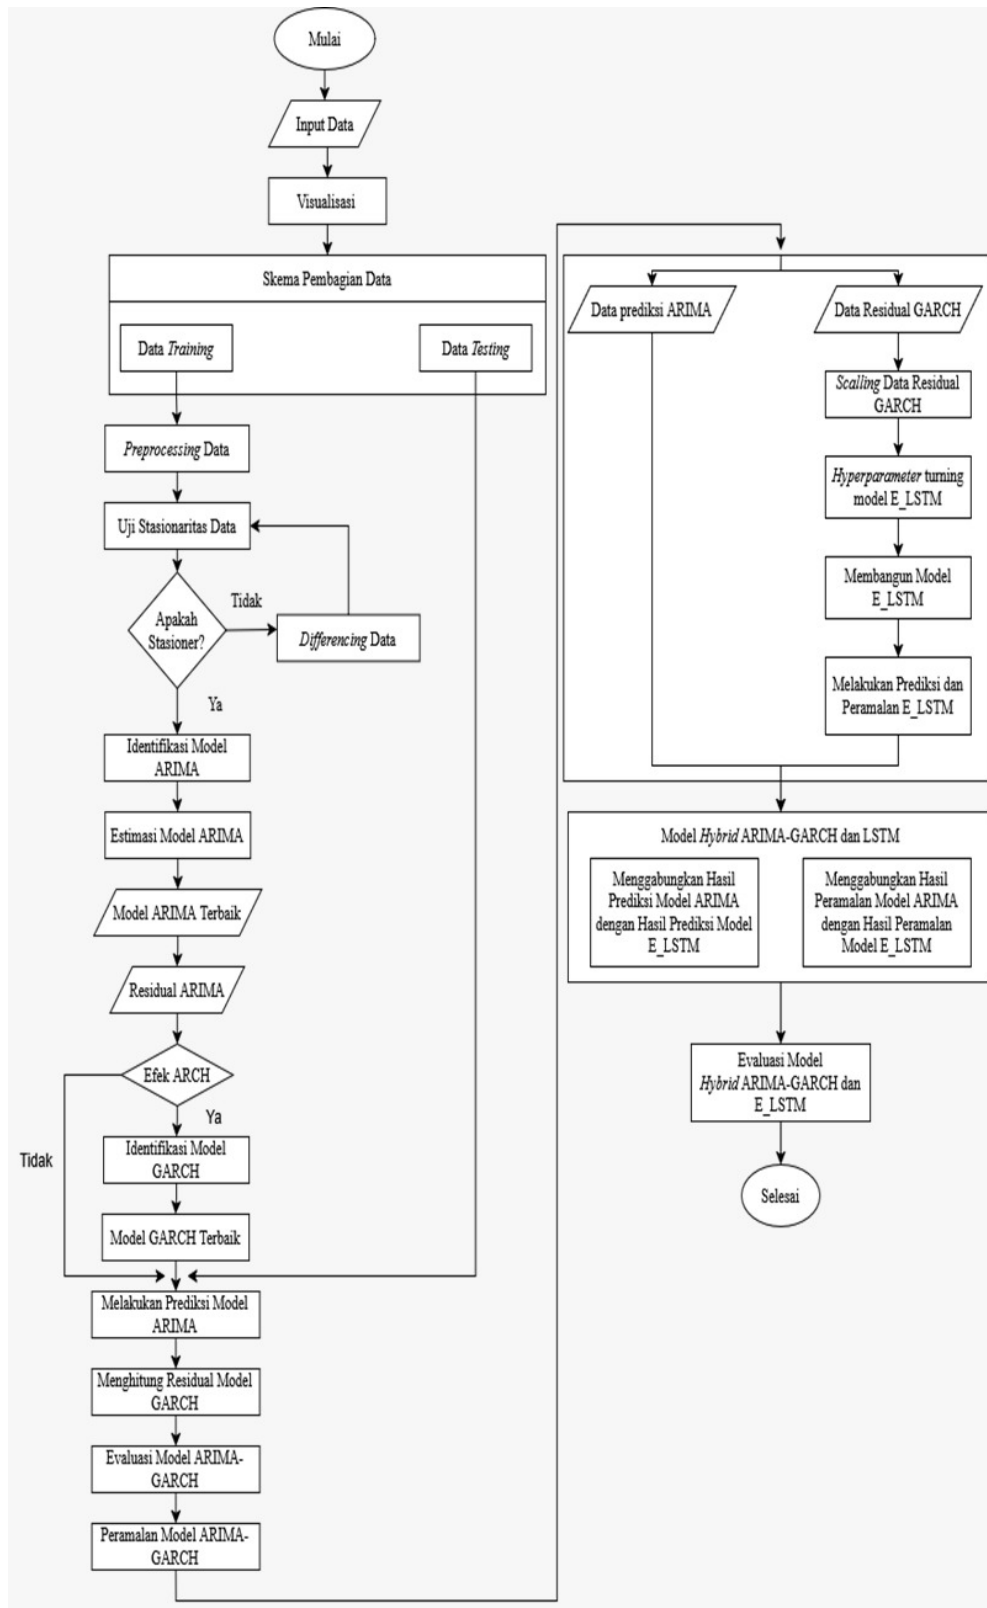 Mulai
Input Data
Visualisasi
Skema Pembagian Data
Data Training
Data Testing
Preprocessing Data
Uji Stasionaritas Data
Apakah
Stasioner?
Tidak
Differencing Data
Ya
Identifikasi Model
ARIMA
Estimasi Model ARIMA
Model ARIMA Terbaik
Residual ARIMA
Efek ARCH
Ya
Tidak
Identifikasi Model
GARCH
Model GARCH Terbaik
Melakukan Prediksi Model
ARIMA
Menghitung Residual Model
GARCH
Evaluasi Model ARIMA-
GARCH
Peramalan Model ARIMA-
GARCH
Data prediksi ARIMA
Data Residual GARCH
Scalling Data Residual
GARCH
Hyperparameter turning
model E_LSTM
Membangun Model
E_LSTM
Melakukan Prediksi dan
Peramalan E_LSTM
Model Hybrid ARIMA-GARCH dan LSTM
Menggabungkan Hasil
Prediksi Model ARIMA
dengan Hasil Prediksi Model
E_LSTM
Menggabungkan Hasil
Peramalan Model ARIMA
dengan Hasil Peramalan
Model E_LSTM
Evaluasi Model
Hybrid ARIMA-GARCH dan
E_LSTM
Selesai